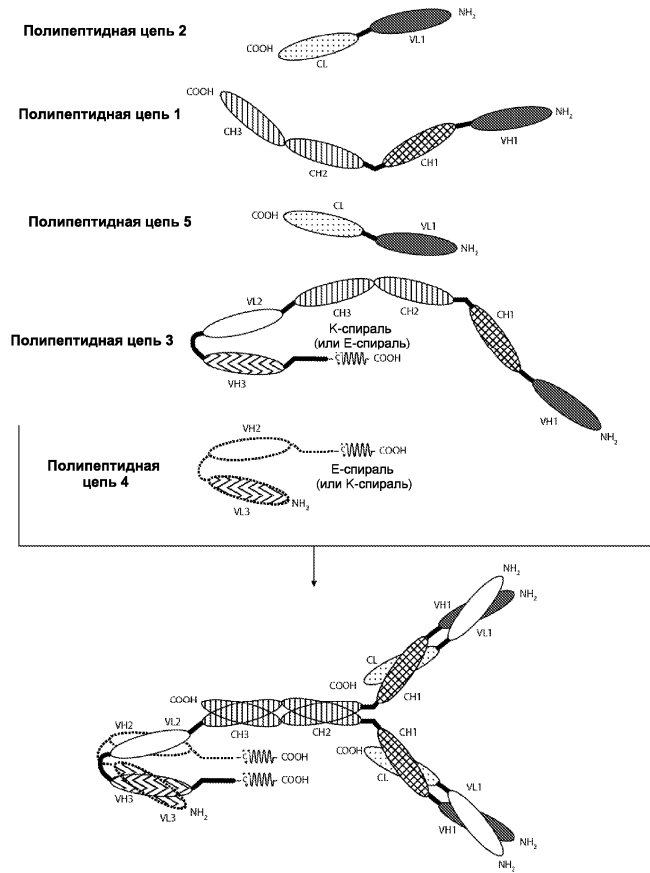 Полипептидная цепь 2
COOH
CL
VL1
NH2
Полипептидная цепь 1
COOH
CH3
CH2
CH1
VH1
NH2
Полипептидная цепь 5
COOH
CL
VL1
NH2
Полипептидная цепь 3
VL2
CH3
CH2
CH1
К-спираль
(или Е-спираль)
COOH
VH3
VH1
NH2
Полипептидная
цепь 4
VH2
COOH
Е-спираль
(или К-спираль)
VL3
NH2
NH2
VH1
NH2
VL1
CL
COOH
CH1
COOH
CH3
CH2
VH2
VL2
COOH
COOH
VH3
VL3
NH2
CH1
COOH
CL
VL1
VH1
NH2
NH2